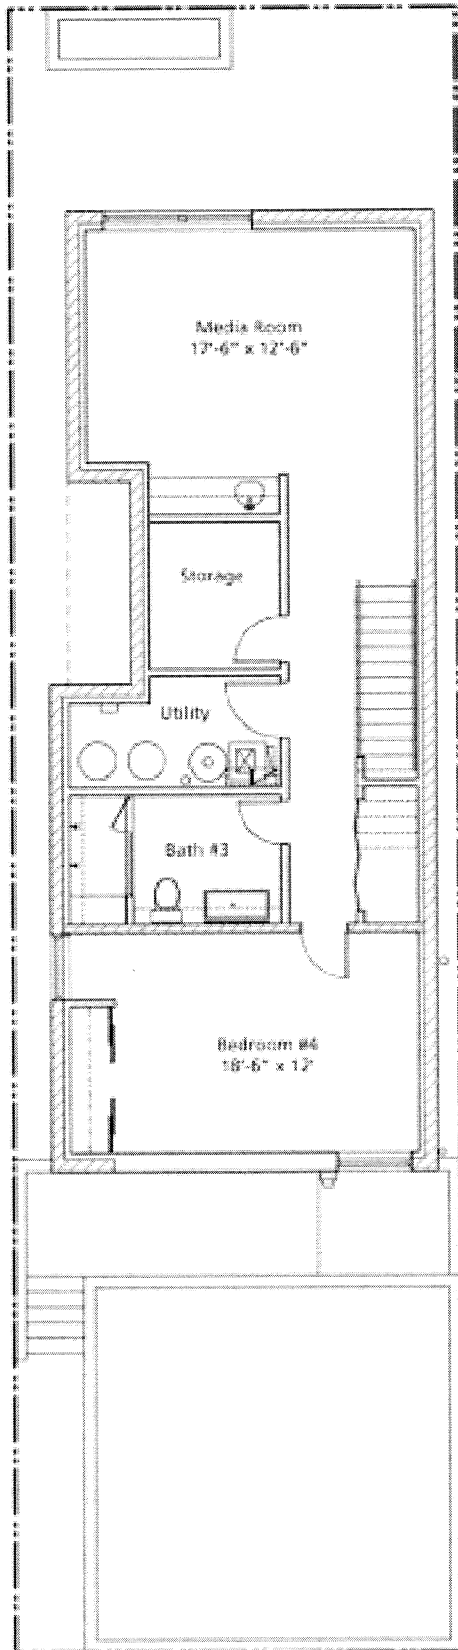 Media Room
17'-6" x 12'-6"
Storage
Utility
Bath #3
Bedroom #4
18'-6" x 12'